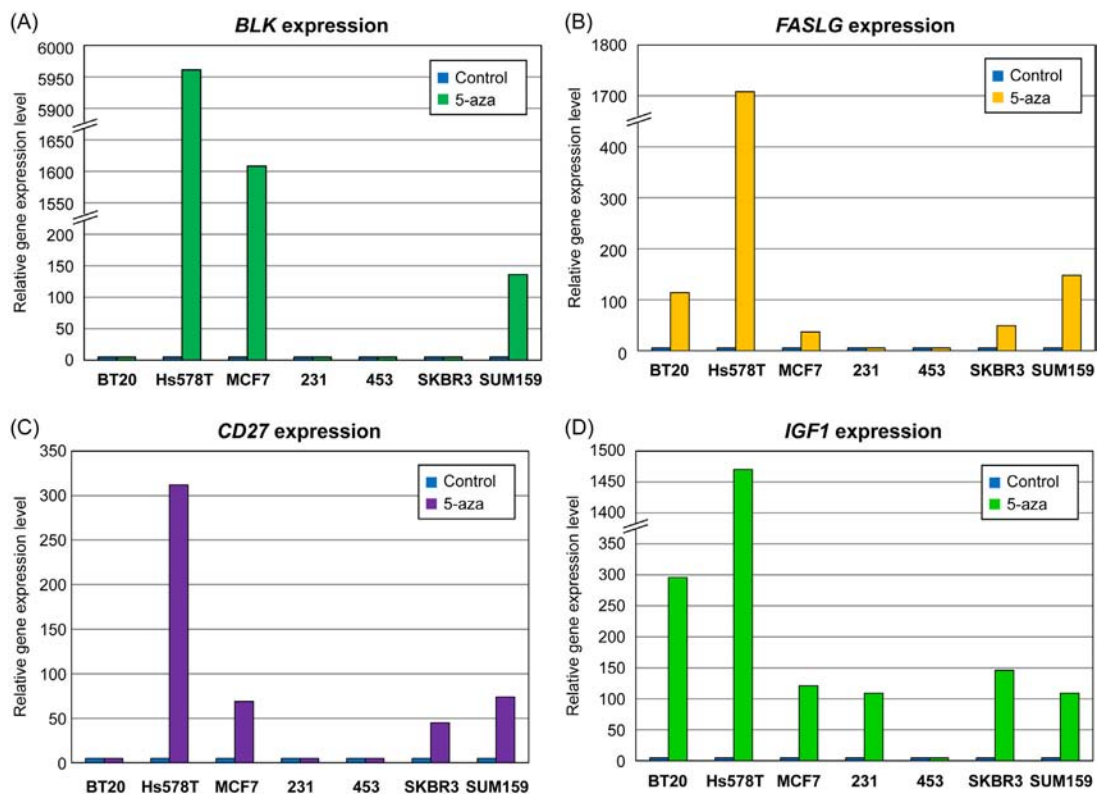 (A)
BLK expression
Relative gene expression level
6000
5950
5900
1650
1600
1550
200
150
100
50
0
Control
5-aza
BT20 Hs578T MCF7 231 453 SKBR3 SUM159
(B)
FASLG expression
Relative gene expression level
1800
1700
400
300
200
100
0
Control
5-aza
BT20 Hs578T MCF7 231 453 SKBR3 SUM159
(C)
CD27 expression
Relative gene expression level
350
300
250
200
150
100
50
0
Control
5-aza
BT20 Hs578T MCF7 231 453 SKBR3 SUM159
(D)
IGF1 expression
Relative gene expression level
1500
1450
1400
350
300
250
200
150
100
50
0
Control
5-aza
BT20 Hs578T MCF7 231 453 SKBR3 SUM159